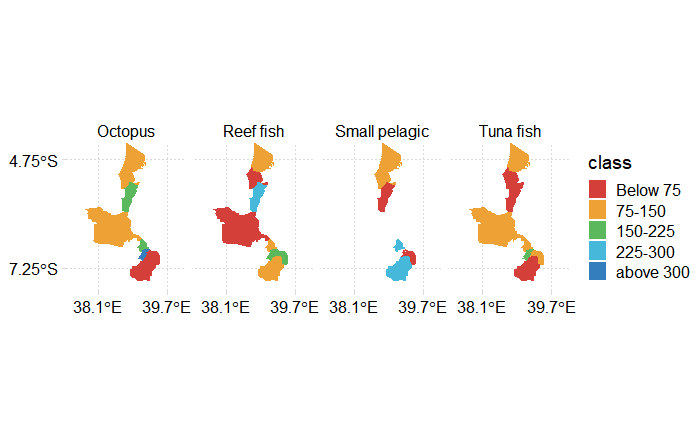 Octopus Reef fish Small pelagic Tuna fish
4.75°S
7.25°S
38.1°E 39.7°E 38.1°E 39.7°E 38.1°E 39.7°E 38.1°E 39.7°E
class
Below 75
75-150
150-225
225-300
above 300